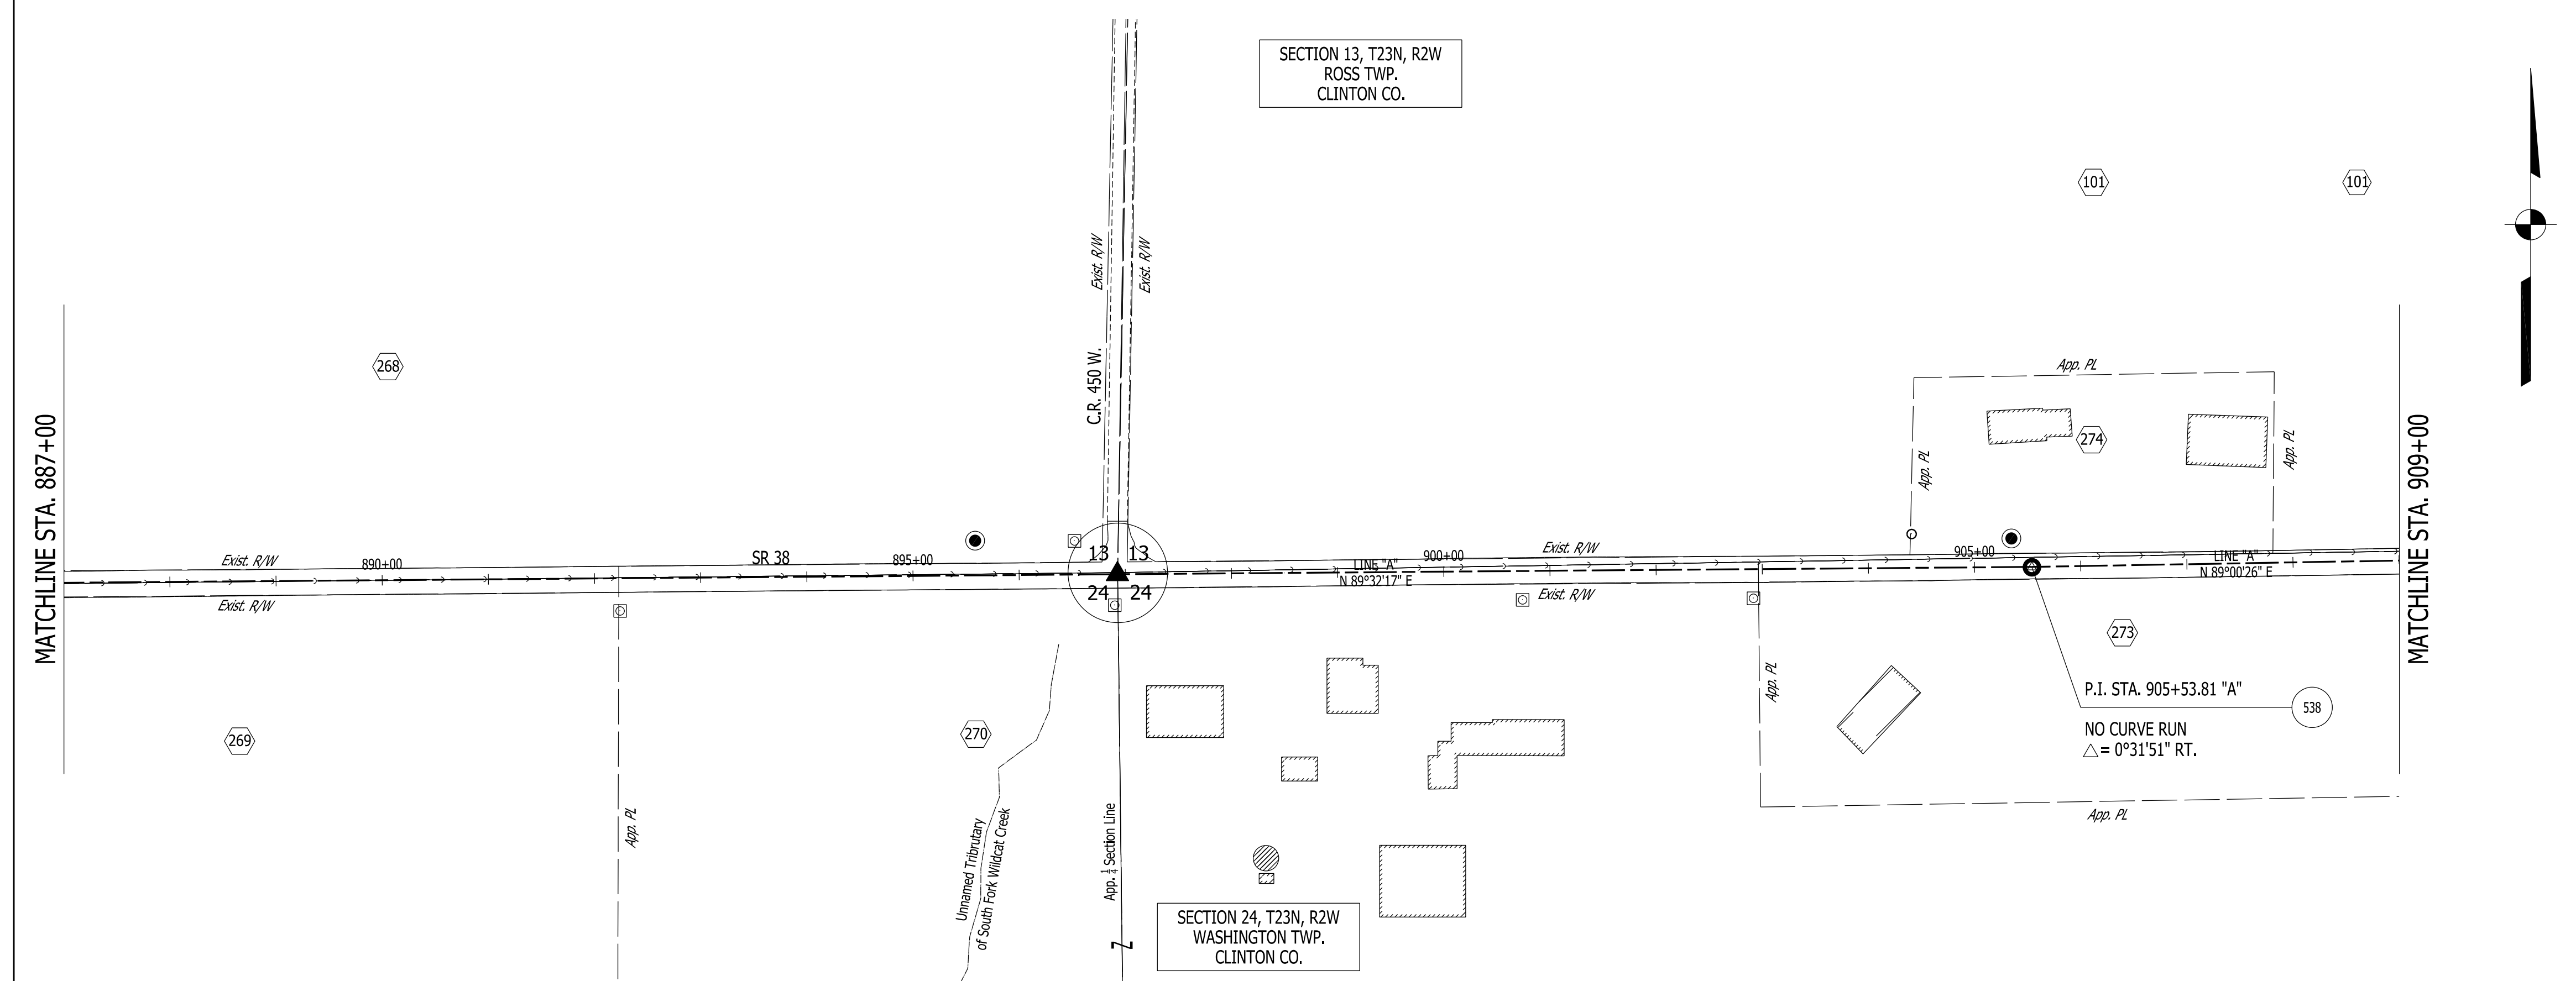 SECTION 13, T23N, R2W
ROSS TWP.
CLINTON CO.
101
101
Exist. R/W
Exist. R/W
C.R. 450 W.
268
App. PL
274
App. PL
App. PL
MATCHLINE STA. 887+00
MATCHLINE STA. 909+00
Exist. R/W
890+00
SR 38
895+00
13 13
24 24
LINE "A"
N 89°32'17" E
900+00
Exist. R/W
905+00
LINE "A"
N 89°00'26" E
Exist. R/W
Exist. R/W
273
App. PL
P.I. STA. 905+53.81 "A"
538
NO CURVE RUN
△= 0°31'51" RT.
269
270
App. PL
App. PL
Unnamed Tribrutary
of South Fork Wildcat Creek
App. 1/4 Section Line
SECTION 24, T23N, R2W
WASHINGTON TWP.
CLINTON CO.